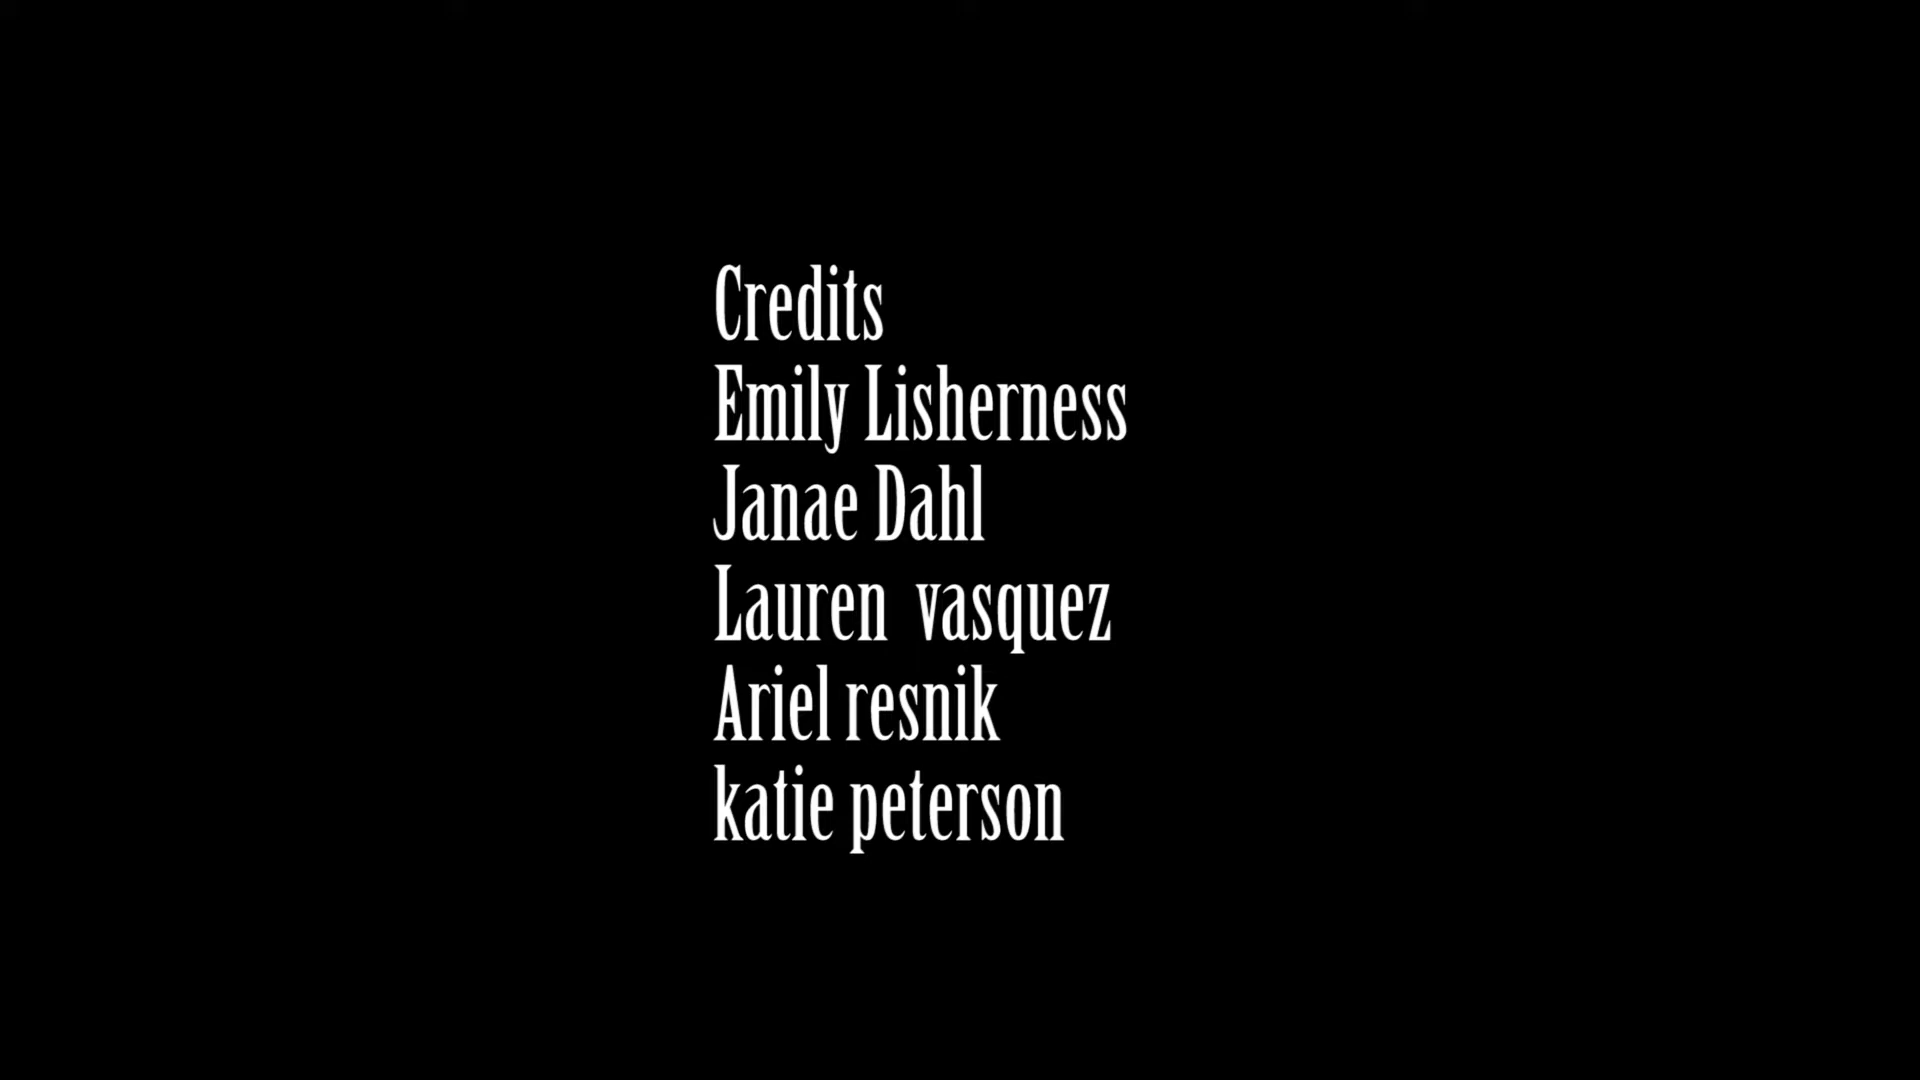 Credits
Emily Lisherness
Janae Dahl
Lauren  vasquez
Ariel resnik
katie peterson